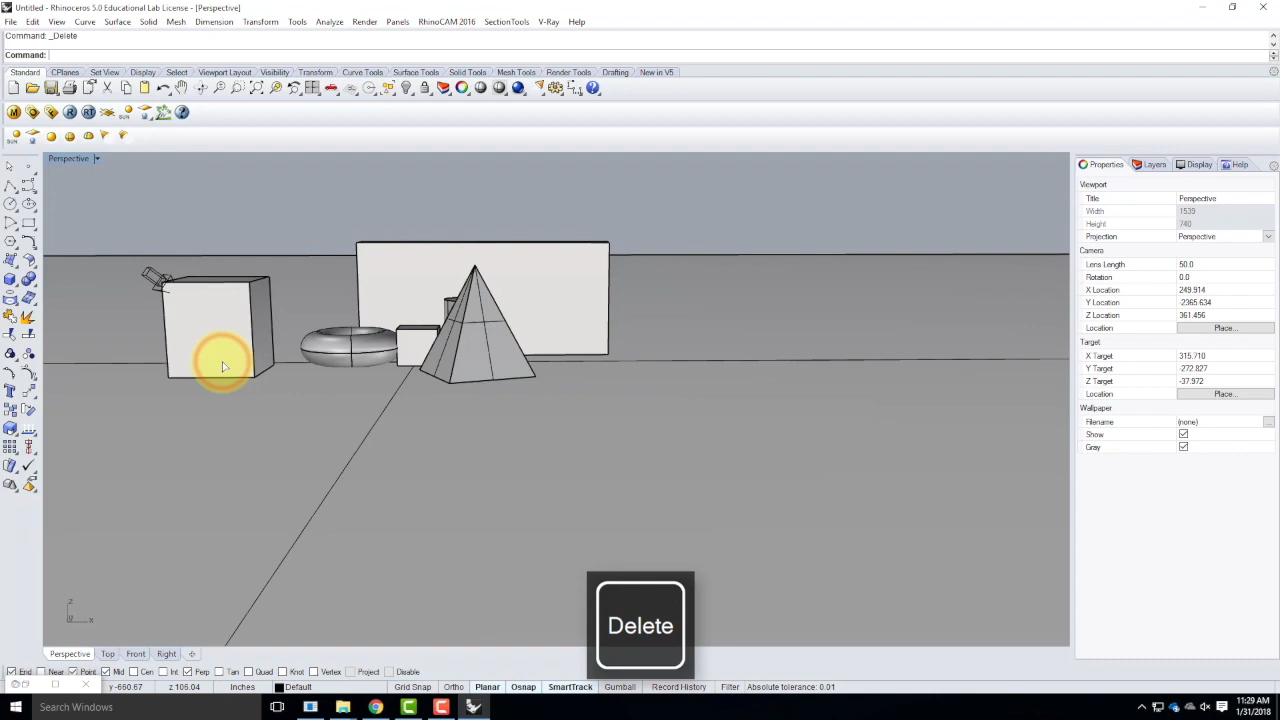 Untitled - Rhinoceros 5.0 Educational Lab License - [Perspective]
File Edit View Curve Surface Solid Mesh Dimension Transform Tools Analyze Render Panels RhinoCAM 2016 SectionTools V-Ray Help
Command: _Delete
Command:
Standard CPlanes Set View Display Select Viewport Layout Visibility Transform Curve Tools Surface Tools Solid Tools Mesh Tools Render Tools Drafting New in V5
M R RT SUN
SUN
Perspective
Properties Layers Display Help
Viewport
Title Perspective
Width 1539
Height 740
Projection Perspective
Camera
Lens Length 50.0
Rotation 0.0
X Location 249.914
Y Location -2365.634
Z Location 361.456
Location Place...
Target
X Target 315.710
Y Target -272.827
Z Target -37.972
Location Place...
Wallpaper
Filename (none) ...
Show
Gray
Delete
z
x
Perspective Top Front Right
End Near Point Mid Cen Int Perp Tan Quad Knot Vertex Project Disable
y -660.67 z 106.04 Inches Default Grid Snap Ortho Planar Osnap SmartTrack Gumball Record History Filter Absolute tolerance: 0.01
Search Windows
11:29 AM
1/31/2018